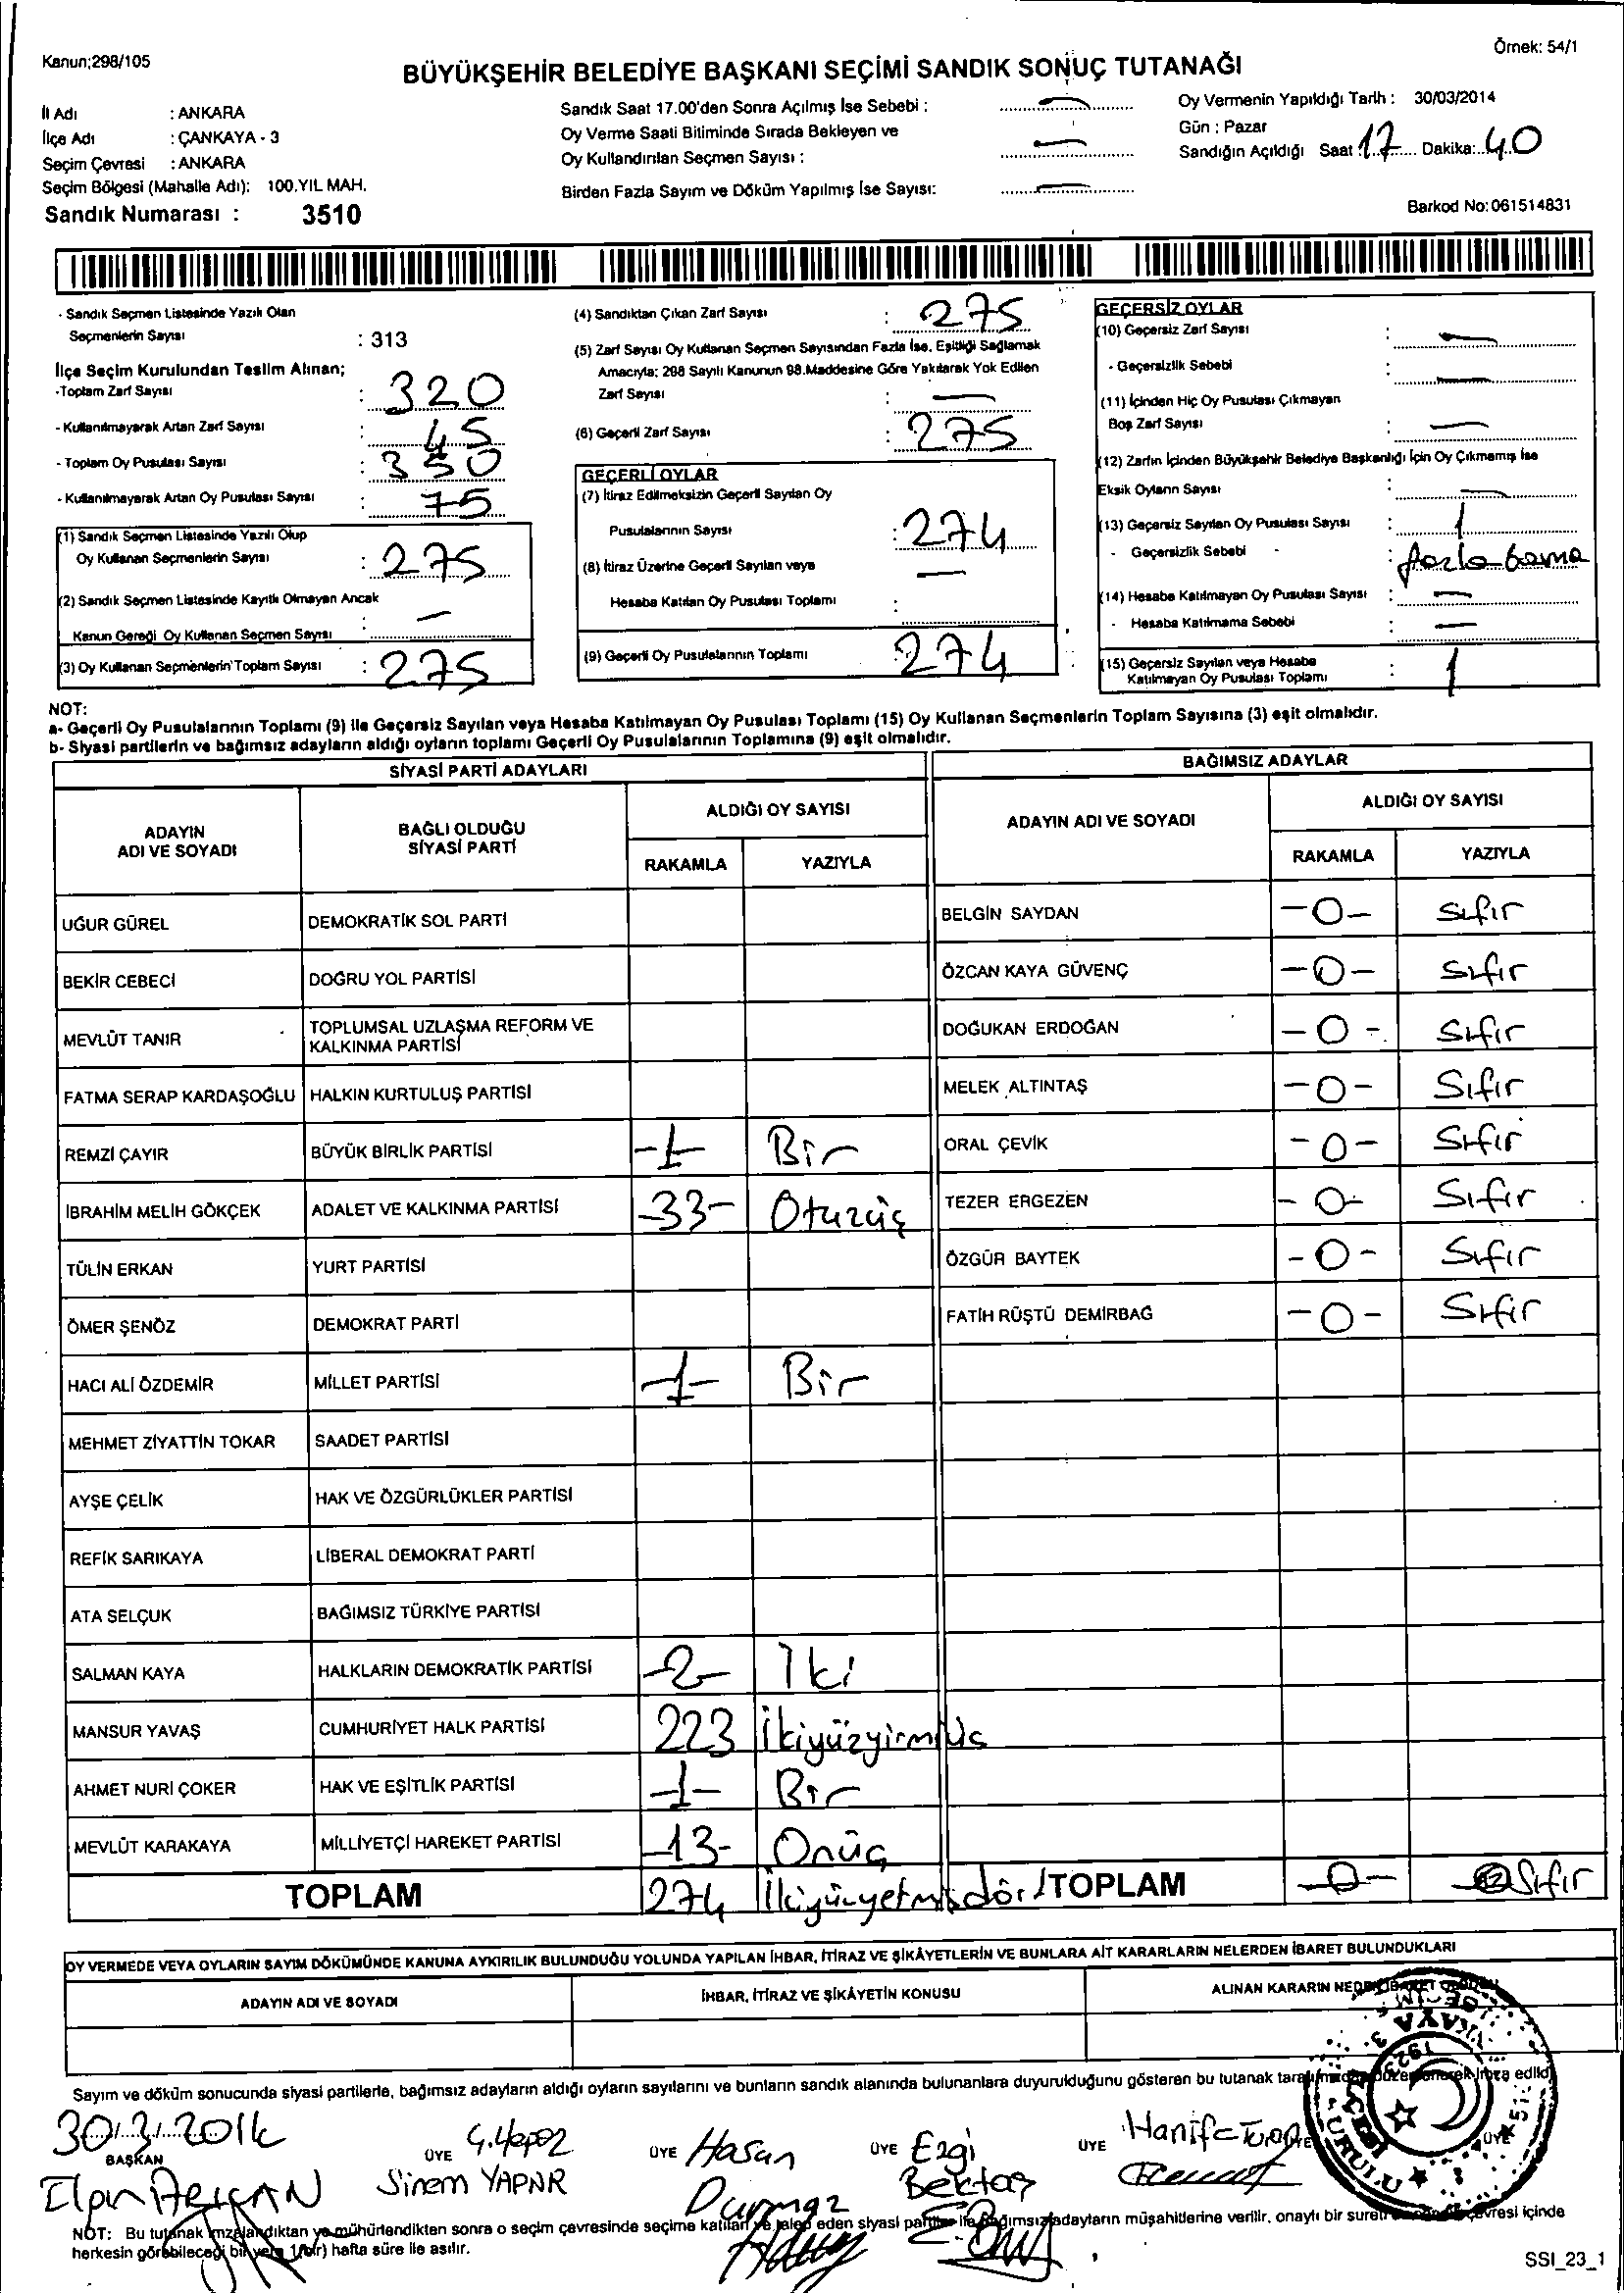 Kanun;298/105
Örnek: 54/1
BÜYÜKŞEHİR BELEDİYE BAŞKANI SEÇİMİ SANDIK SONUÇ TUTANAĞI
İl Adı : ANKARA
İlçe Adı : ÇANKAYA - 3
Seçim Çevresi : ANKARA
Seçim Bölgesi (Mahalle Adı): 100.YIL MAH.
Sandık Numarası : 3510
Sandık Saat 17.00'den Sonra Açılmış İse Sebebi : —
Oy Verme Saati Bitiminde Sırada Bekleyen ve
Oy Kullandırılan Seçmen Sayısı : —
Birden Fazla Sayım ve Döküm Yapılmış İse Sayısı: —
Oy Vermenin Yapıldığı Tarih : 30/03/2014
Gün : Pazar
Sandığın Açıldığı Saat 17 Dakika: 40
Barkod No:061514831
- Sandık Seçmen Listesinde Yazılı Olan
Seçmenlerin Sayısı : 313
İlçe Seçim Kurulundan Teslim Alınan;
-Toplam Zarf Sayısı : 320
- Kullanılmayarak Artan Zarf Sayısı : 45
- Toplam Oy Pusulası Sayısı : 350
- Kullanılmayarak Artan Oy Pusulası Sayısı : 75
(1) Sandık Seçmen Listesinde Yazılı Olup
Oy Kullanan Seçmenlerin Sayısı : 275
(2) Sandık Seçmen Listesinde Kayıtlı Olmayan Ancak
Kanun Gereği Oy Kullanan Seçmen Sayısı : —
(3) Oy Kullanan Seçmenlerin Toplam Sayısı : 275
(4) Sandıktan Çıkan Zarf Sayısı : 275
(5) Zarf Sayısı Oy Kullanan Seçmen Sayısından Fazla İse, Eşitliği Sağlamak
Amacıyla; 298 Sayılı Kanunun 98.Maddesine Göre Yakılarak Yok Edilen
Zarf Sayısı : —
(6) Geçerli Zarf Sayısı : 275
GEÇERLİ OYLAR
(7) İtiraz Edilmeksizin Geçerli Sayılan Oy
Pusulalarının Sayısı : 274
(8) İtiraz Üzerine Geçerli Sayılan veya
Hesaba Katılan Oy Pusulası Toplamı : —
(9) Geçerli Oy Pusulalarının Toplamı : 274
GEÇERSİZ OYLAR
(10) Geçersiz Zarf Sayısı : —
- Geçersizlik Sebebi : —
(11) İçinden Hiç Oy Pusulası Çıkmayan
Boş Zarf Sayısı : —
(12) Zarfın İçinden Büyükşehir Belediye Başkanlığı İçin Oy Çıkmamış İse
Eksik Oyların Sayısı : —
(13) Geçersiz Sayılan Oy Pusulası Sayısı : 1
- Geçersizlik Sebebi - : fazla basma
(14) Hesaba Katılmayan Oy Pusulası Sayısı : —
- Hesaba Katılmama Sebebi : —
(15) Geçersiz Sayılan veya Hesaba
Katılmayan Oy Pusulası Toplamı : 1
NOT:
a- Geçerli Oy Pusulalarının Toplamı (9) ile Geçersiz Sayılan veya Hesaba Katılmayan Oy Pusulası Toplamı (15) Oy Kullanan Seçmenlerin Toplam Sayısına (3) eşit olmalıdır.
b- Siyasi partilerin ve bağımsız adayların aldığı oyların toplamı Geçerli Oy Pusulalarının Toplamına (9) eşit olmalıdır.
SİYASİ PARTİ ADAYLARI
ADAYIN ADI VE SOYADI
BAĞLI OLDUĞU SİYASİ PARTİ
ALDIĞI OY SAYISI
RAKAMLA YAZIYLA
UĞUR GÜREL DEMOKRATİK SOL PARTİ
BEKİR CEBECİ DOĞRU YOL PARTİSİ
MEVLÜT TANIR TOPLUMSAL UZLAŞMA REFORM VE
KALKINMA PARTİSİ
FATMA SERAP KARDAŞOĞLU HALKIN KURTULUŞ PARTİSİ
REMZİ ÇAYIR BÜYÜK BİRLİK PARTİSİ -1- Bir
İBRAHİM MELİH GÖKÇEK ADALET VE KALKINMA PARTİSİ -33- Otuzüç
TÜLİN ERKAN YURT PARTİSİ
ÖMER ŞENÖZ DEMOKRAT PARTİ
HACI ALİ ÖZDEMİR MİLLET PARTİSİ -1- Bir
MEHMET ZİYATTİN TOKAR SAADET PARTİSİ
AYŞE ÇELİK HAK VE ÖZGÜRLÜKLER PARTİSİ
REFİK SARIKAYA LİBERAL DEMOKRAT PARTİ
ATA SELÇUK BAĞIMSIZ TÜRKİYE PARTİSİ
SALMAN KAYA HALKLARIN DEMOKRATİK PARTİSİ -2- İki
MANSUR YAVAŞ CUMHURİYET HALK PARTİSİ 223 İkiyüzyirmiüc
AHMET NURİ ÇOKER HAK VE EŞİTLİK PARTİSİ -1- Bir
MEVLÜT KARAKAYA MİLLİYETÇİ HAREKET PARTİSİ -13- Onüç
TOPLAM 274 İkiyüzyetmişdört
BAĞIMSIZ ADAYLAR
ADAYIN ADI VE SOYADI
ALDIĞI OY SAYISI
RAKAMLA YAZIYLA
BELGİN SAYDAN -0- Sıfır
ÖZCAN KAYA GÜVENÇ -0- Sıfır
DOĞUKAN ERDOĞAN -0- Sıfır
MELEK ALTINTAŞ -0- Sıfır
ORAL ÇEVİK -0- Sıfır
TEZER ERGEZEN -0- Sıfır
ÖZGÜR BAYTEK -0- Sıfır
FATİH RÜŞTÜ DEMİRBAĞ -0- Sıfır
TOPLAM -0- Sıfır
OY VERMEDE VEYA OYLARIN SAYIM DÖKÜMÜNDE KANUNA AYKIRILIK BULUNDUĞU YOLUNDA YAPILAN İHBAR, İTİRAZ VE ŞİKÂYETLERİN VE BUNLARA AİT KARARLARIN NELERDEN İBARET BULUNDUKLARI
ADAYIN ADI VE SOYADI
İHBAR, İTİRAZ VE ŞİKÂYETİN KONUSU
ALINAN KARARIN
Sayım ve döküm sonucunda siyasi partilerle, bağımsız adayların aldığı oyların sayılarını ve bunların sandık alanında bulunanlara duyurulduğunu gösteren bu tutanak
30/3/2014
BAŞKAN
ÜYE Sinem YAPNR
ÜYE Hasan Durmaz
ÜYE Ezgi Bektaş
ÜYE Hanife
ÜYE
1923
NOT: Bu tutanak imzalandıktan ve mühürlendikten sonra o seçim çevresinde seçime katılan ve talep eden siyasi partiler ile bağımsız adayların müşahitlerine verilir, onaylı bir sureti çevresi içinde
herkesin görebileceği bir yere 1(bir) hafta süre ile asılır.
SSI_23_1